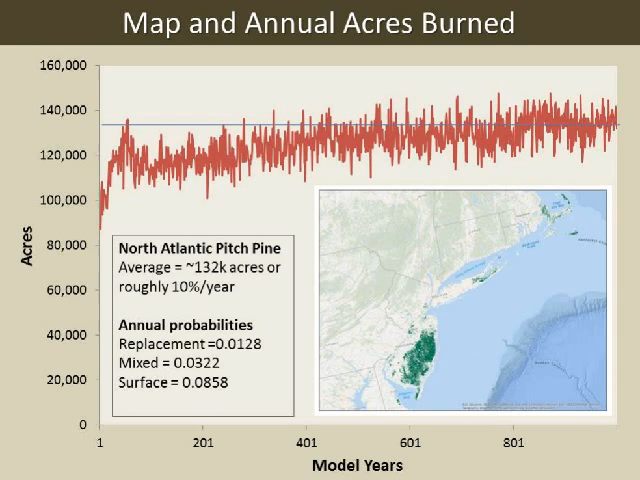 Map and Annual Acres Burned
160,000
140,000
120,000
100,000
80,000
60,000
40,000
20,000
0
Acres
North Atlantic Pitch Pine
Average = ~132k acres or
roughly 10%/year
Annual probabilities
Replacement =0.0128
Mixed = 0.0322
Surface = 0.0858
1
201
401
601
801
Model Years